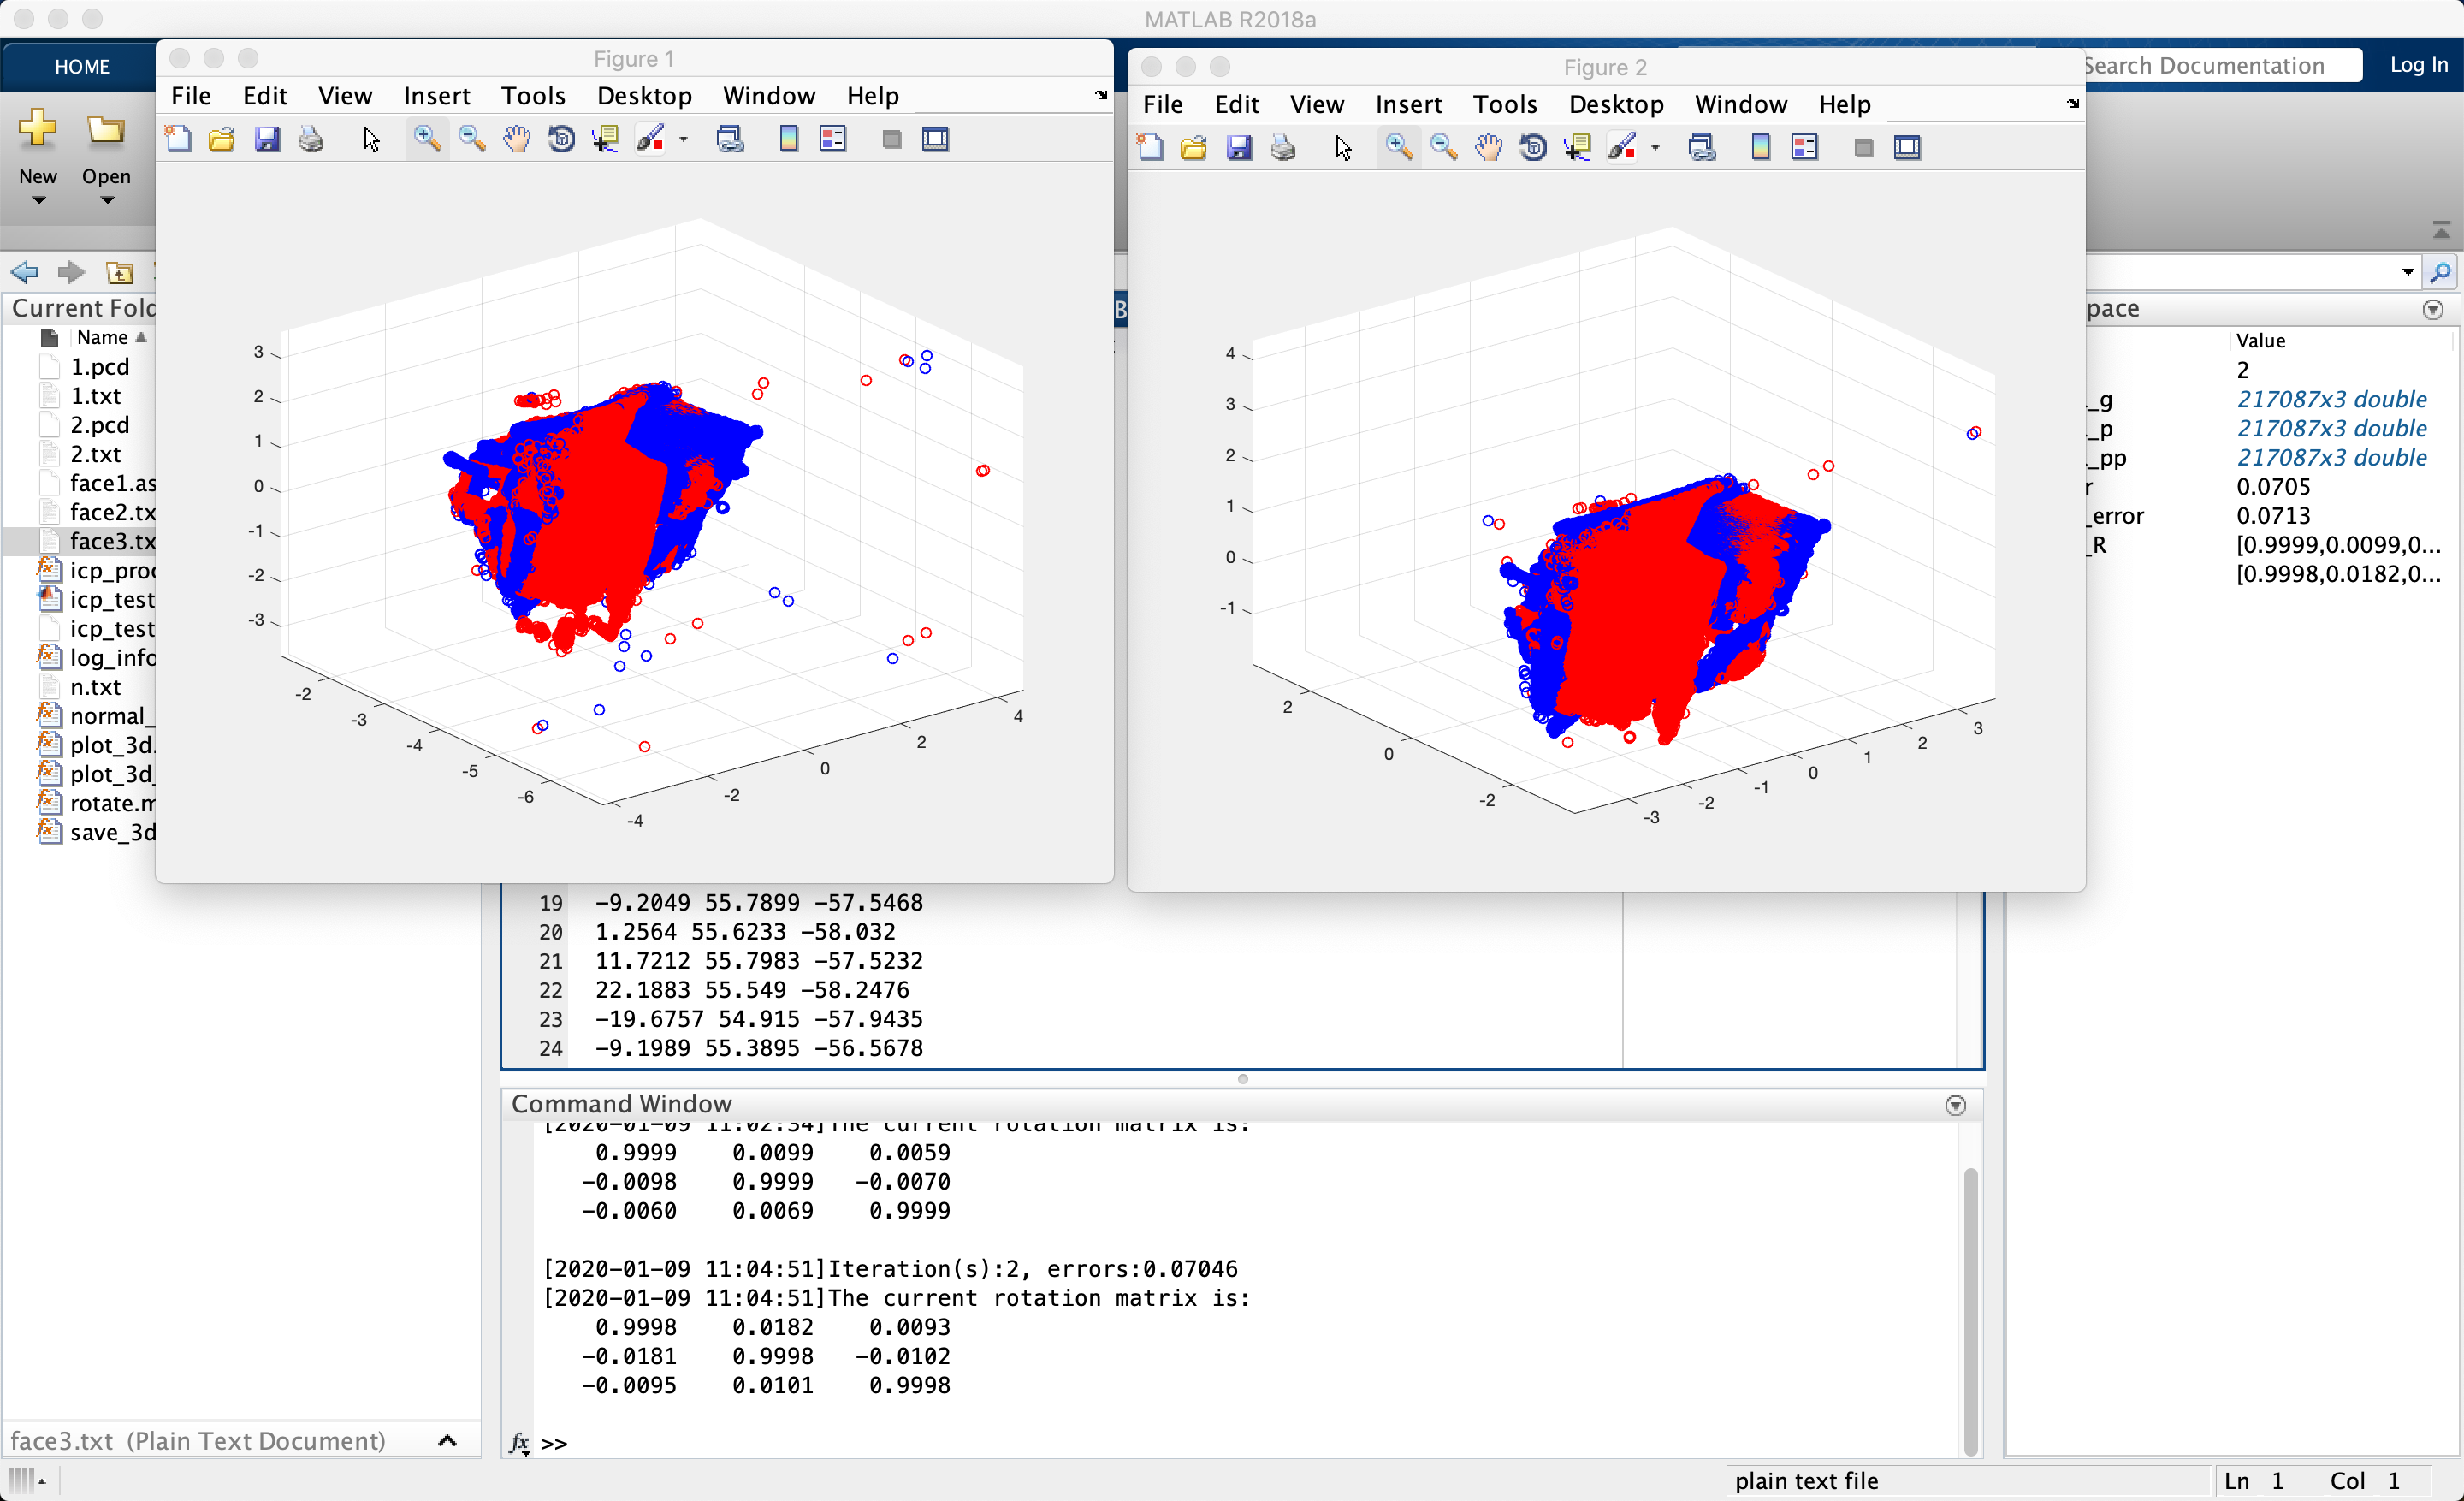 MATLAB R2018a
HOME
Search Documentation
Log In
New
Open
Figure 1
File Edit View Insert Tools Desktop Window Help
3
2
1
0
-1
-2
-3
-2
-3
-4
-5
-6
-4
-2
0
2
4
Figure 2
File Edit View Insert Tools Desktop Window Help
4
3
2
1
0
-1
2
0
-2
-3
-2
-1
0
1
2
3
Current Fold
Name
1.pcd
1.txt
2.pcd
2.txt
face1.as
face2.tx
face3.tx
icp_proc
icp_test
icp_test
log_info
n.txt
normal_
plot_3d.
plot_3d_
rotate.m
save_3d
face3.txt (Plain Text Document)
pace
Value
2
_g 217087x3 double
_p 217087x3 double
_pp 217087x3 double
r 0.0705
_error 0.0713
_R [0.9999,0.0099,0...
[0.9998,0.0182,0...
19 -9.2049 55.7899 -57.5468
20 1.2564 55.6233 -58.032
21 11.7212 55.7983 -57.5232
22 22.1883 55.549 -58.2476
23 -19.6757 54.915 -57.9435
24 -9.1989 55.3895 -56.5678
Command Window
[2020-01-09 11:02:34]The current rotation matrix is:
0.9999 0.0099 0.0059
-0.0098 0.9999 -0.0070
-0.0060 0.0069 0.9999
[2020-01-09 11:04:51]Iteration(s):2, errors:0.07046
[2020-01-09 11:04:51]The current rotation matrix is:
0.9998 0.0182 0.0093
-0.0181 0.9998 -0.0102
-0.0095 0.0101 0.9998
fx >>
plain text file
Ln 1 Col 1